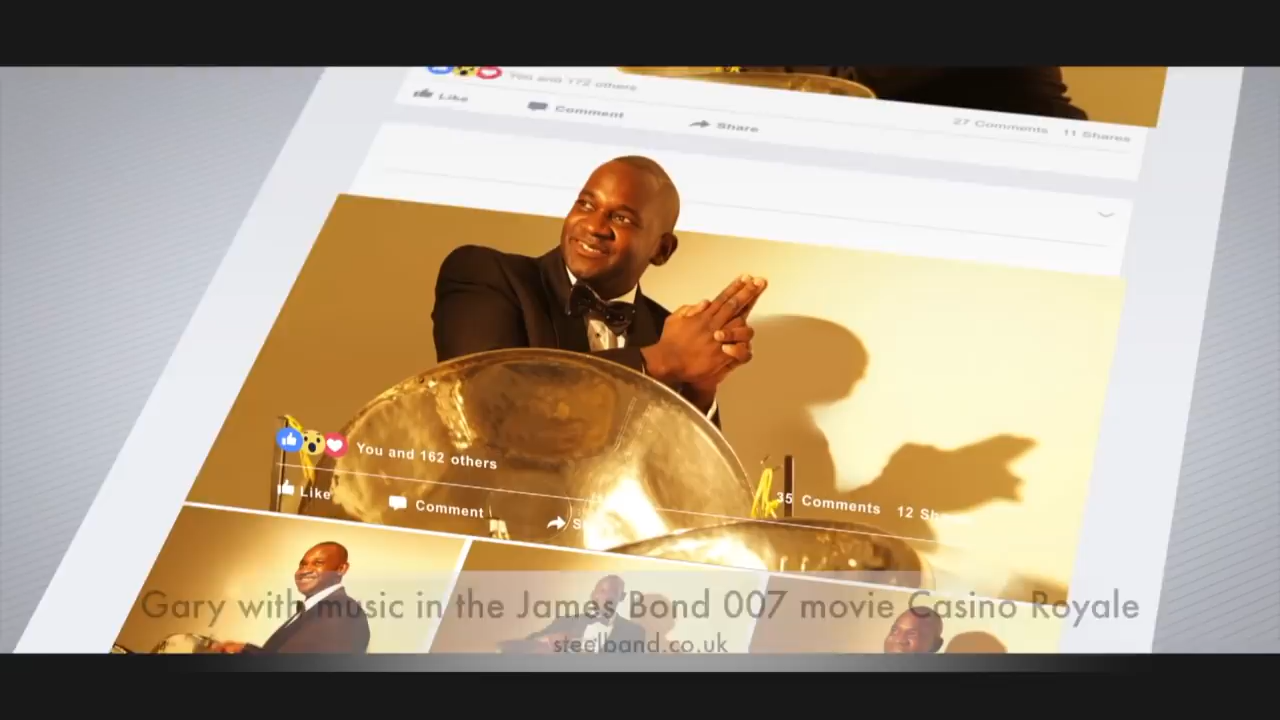 You and 172 others
27 Comments 11 Shares
Like Comment Share
You and 162 others
35 Comments 12
Like Comment
Gary with music in the James Bond 007 movie Casino Royale
steelband.co.uk